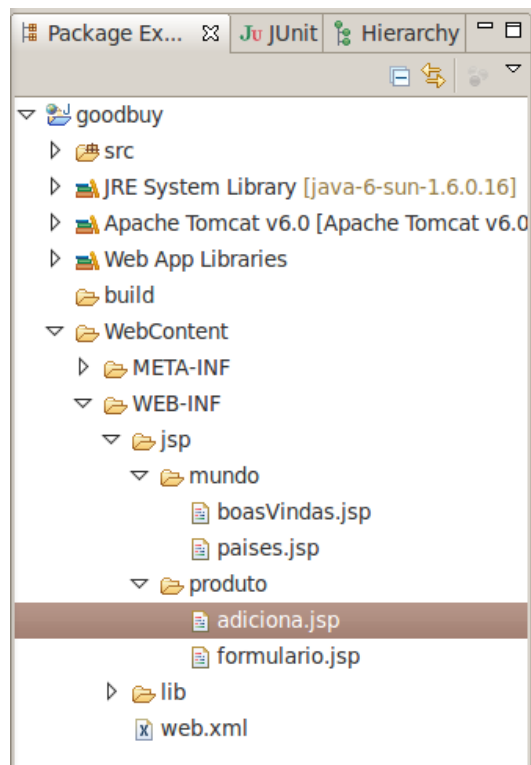 Package Ex... JUnit Hierarchy
goodbuy
src
JRE System Library [java-6-sun-1.6.0.16]
Apache Tomcat v6.0 [Apache Tomcat v6.0
Web App Libraries
build
WebContent
META-INF
WEB-INF
jsp
mundo
boasVindas.jsp
paises.jsp
produto
adiciona.jsp
formulario.jsp
lib
web.xml